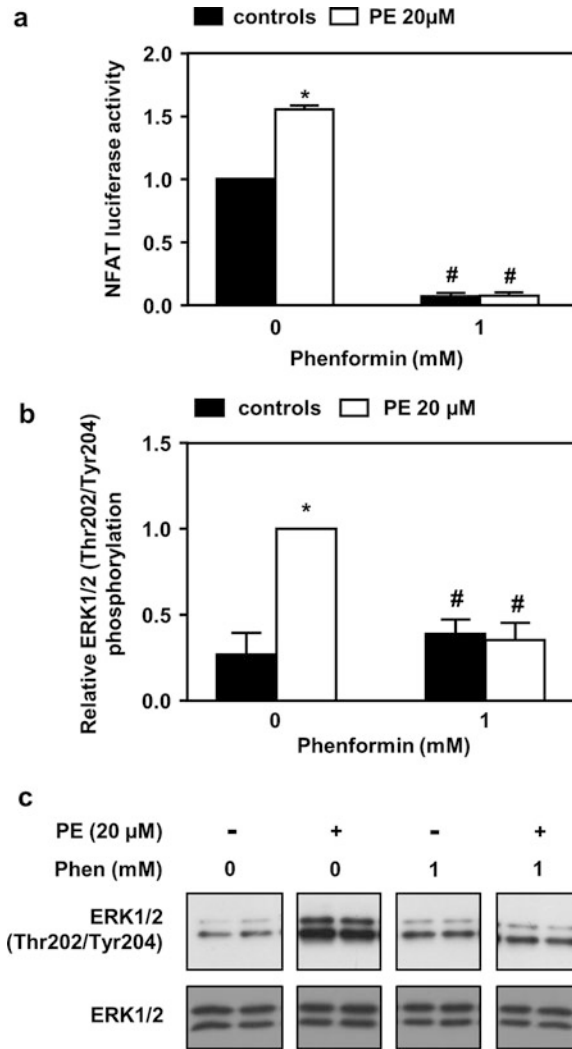 a
controls PE 20µM
NFAT luciferase activity
2.0
1.5
1.0
0.5
0.0
*
# #
0 1
Phenformin (mM)
b
controls PE 20 µM
Relative ERK1/2 (Thr202/Tyr204)
phosphorylation
1.5
1.0
0.5
0.0
*
# #
0 1
Phenformin (mM)
c
PE (20 µM) - + - +
Phen (mM) 0 0 1 1
ERK1/2
(Thr202/Tyr204)
ERK1/2